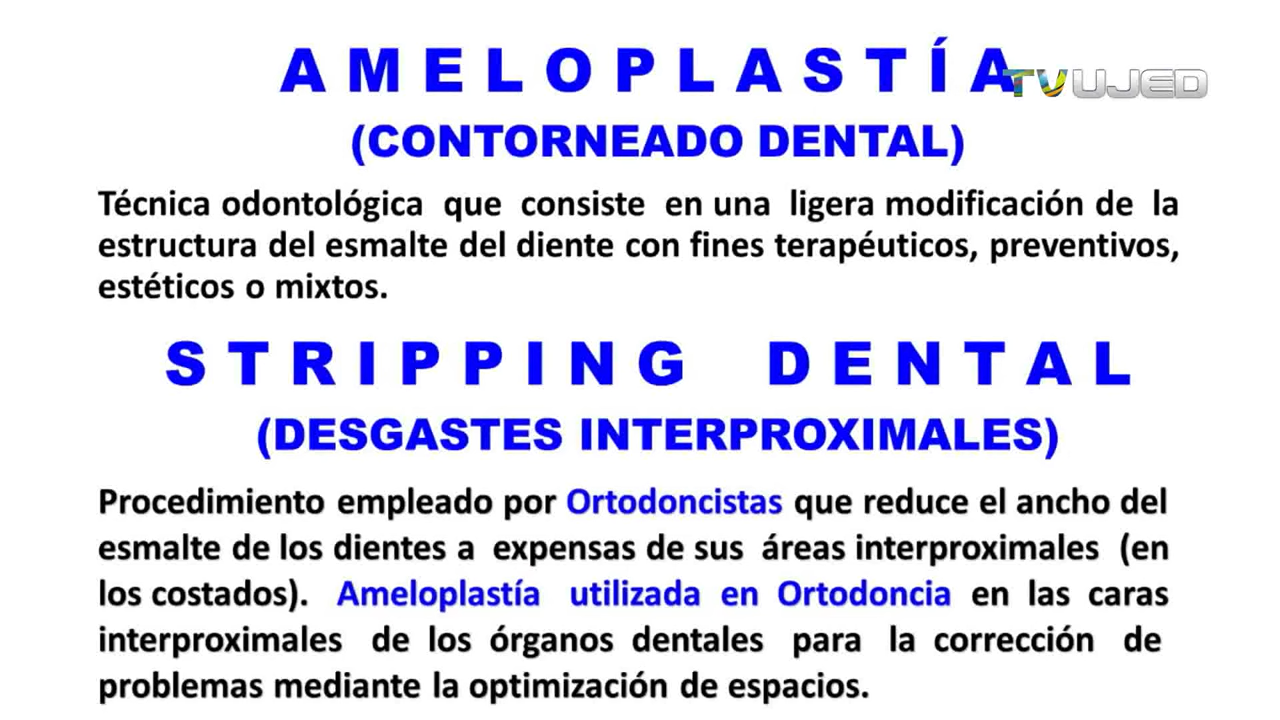 AMELOPLASTÍA
TVUJED
(CONTORNEADO DENTAL)
Técnica odontológica que consiste en una ligera modificación de la
estructura del esmalte del diente con fines terapéuticos, preventivos,
estéticos o mixtos.
STRIPPING DENTAL
(DESGASTES INTERPROXIMALES)
Procedimiento empleado por Ortodoncistas que reduce el ancho del
esmalte de los dientes a expensas de sus áreas interproximales (en
los costados). Ameloplastía utilizada en Ortodoncia en las caras
interproximales de los órganos dentales para la corrección de
problemas mediante la optimización de espacios.